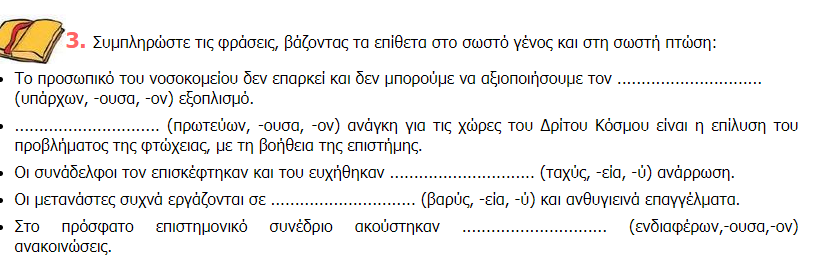 3. Συμπληρώστε τις φράσεις, βάζοντας τα επίθετα στο σωστό γένος και στη σωστή πτώση:
• Το προσωπικό του νοσοκομείου δεν επαρκεί και δεν μπορούμε να αξιοποιήσουμε τον ..............................
(υπάρχων, -ουσα, -ον) εξοπλισμό.
• .............................. (πρωτεύων, -ουσα, -ον) ανάγκη για τις χώρες του Δρίτου Κόσμου είναι η επίλυση του
προβλήματος της φτώχειας, με τη βοήθεια της επιστήμης.
• Οι συνάδελφοι τον επισκέφτηκαν και του ευχήθηκαν .............................. (ταχύς, -εία, -ύ) ανάρρωση.
• Οι μετανάστες συχνά εργάζονται σε .............................. (βαρύς, -εία, -ύ) και ανθυγιεινά επαγγέλματα.
• Στο πρόσφατο επιστημονικό συνέδριο ακούστηκαν .............................. (ενδιαφέρων,-ουσα,-ον)
ανακοινώσεις.